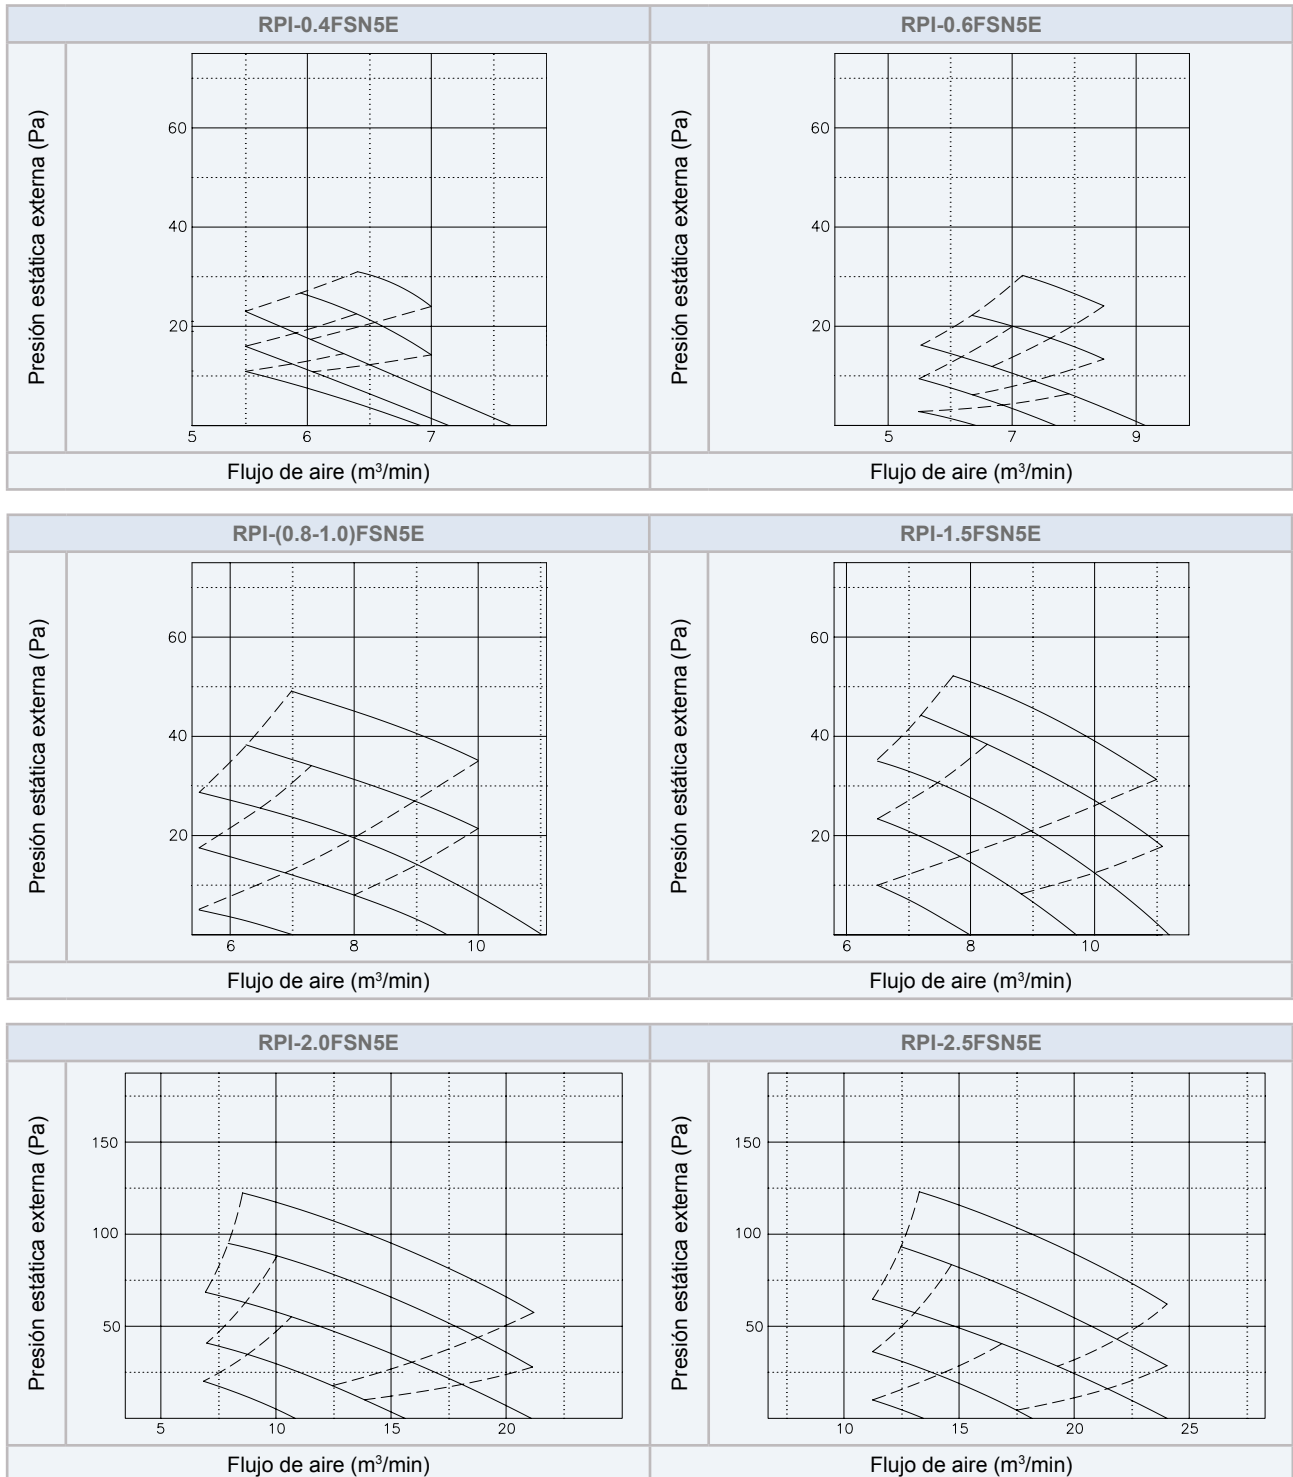 RPI-0.4FSN5E
RPI-0.6FSN5E
Presión estática externa (Pa)
60
40
20
5
6
7
Presión estática externa (Pa)
60
40
20
5
7
9
Flujo de aire (m³/min)
Flujo de aire (m³/min)
RPI-(0.8-1.0)FSN5E
RPI-1.5FSN5E
Presión estática externa (Pa)
60
40
20
6
8
10
Presión estática externa (Pa)
60
40
20
6
8
10
Flujo de aire (m³/min)
Flujo de aire (m³/min)
RPI-2.0FSN5E
RPI-2.5FSN5E
Presión estática externa (Pa)
150
100
50
5
10
15
20
Presión estática externa (Pa)
150
100
50
10
15
20
25
Flujo de aire (m³/min)
Flujo de aire (m³/min)